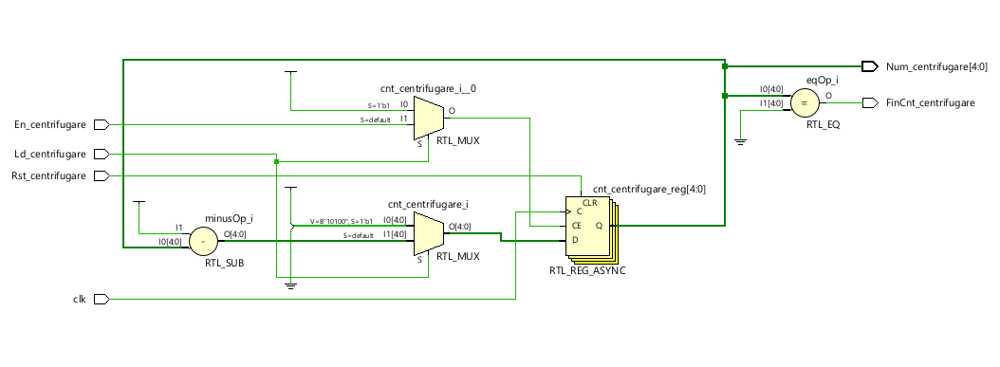 Num_centrifugare[4:0]
eqOp_i
I0[4:0]
O
I1[4:0]
=
FinCnt_centrifugare
RTL_EQ
cnt_centrifugare_i__0
S=1'b1
I0
O
S=default
I1
S
RTL_MUX
En_centrifugare
Ld_centrifugare
Rst_centrifugare
cnt_centrifugare_reg[4:0]
CLR
C
CE
Q
D
RTL_REG_ASYNC
cnt_centrifugare_i
V=B"10100", S=1'b1
I0[4:0]
O[4:0]
S=default
I1[4:0]
S
RTL_MUX
minusOp_i
I1
O[4:0]
I0[4:0]
-
RTL_SUB
clk